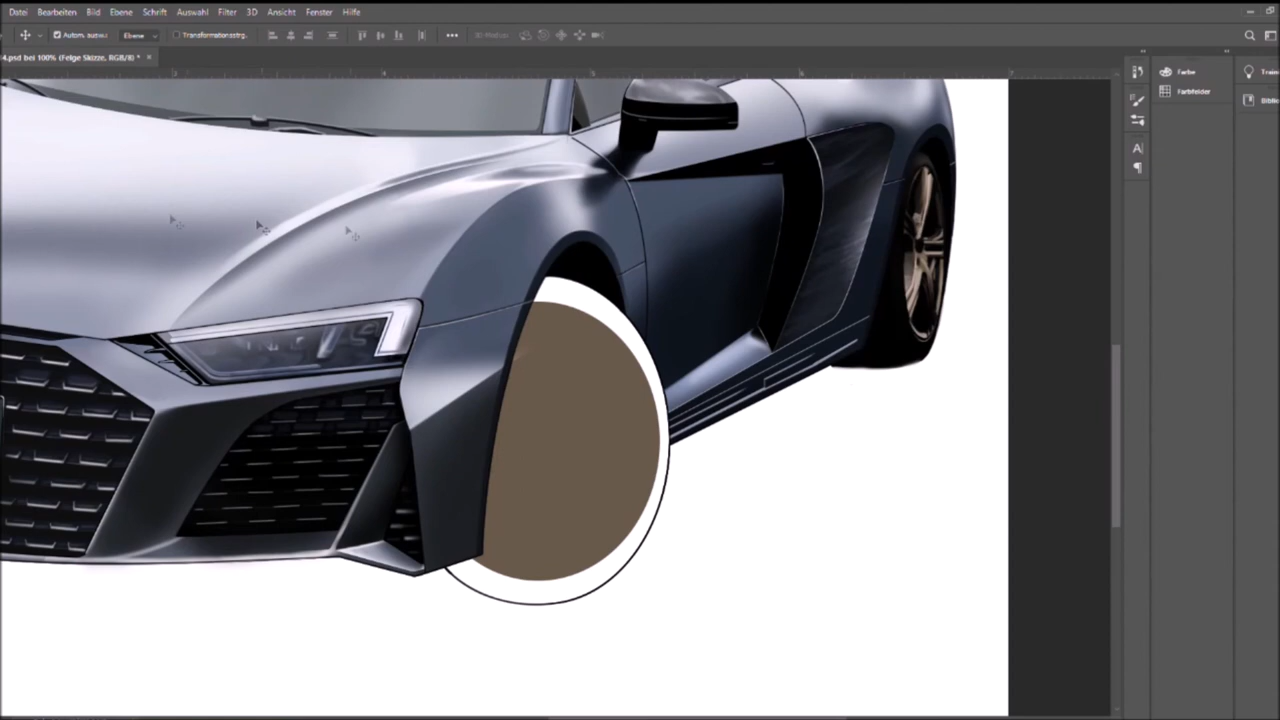 Datei Bearbeiten Bild Ebene Schrift Auswahl Filter 3D Ansicht Fenster Hilfe
Autom. Ebene Transformationsstrg.
4.psd bei 100% (Felge Skizze, RGB/8) *
Farbe
Farbfelder